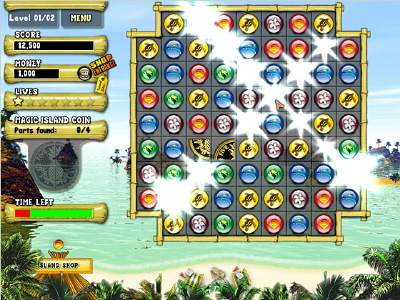 Level 01/02
MENU
SCORE
12,500
MONEY
1,000
SHOP
LIVES
MAGIC ISLAND COIN
Parts found:
0/4
TIME LEFT
ISLAND SHOP